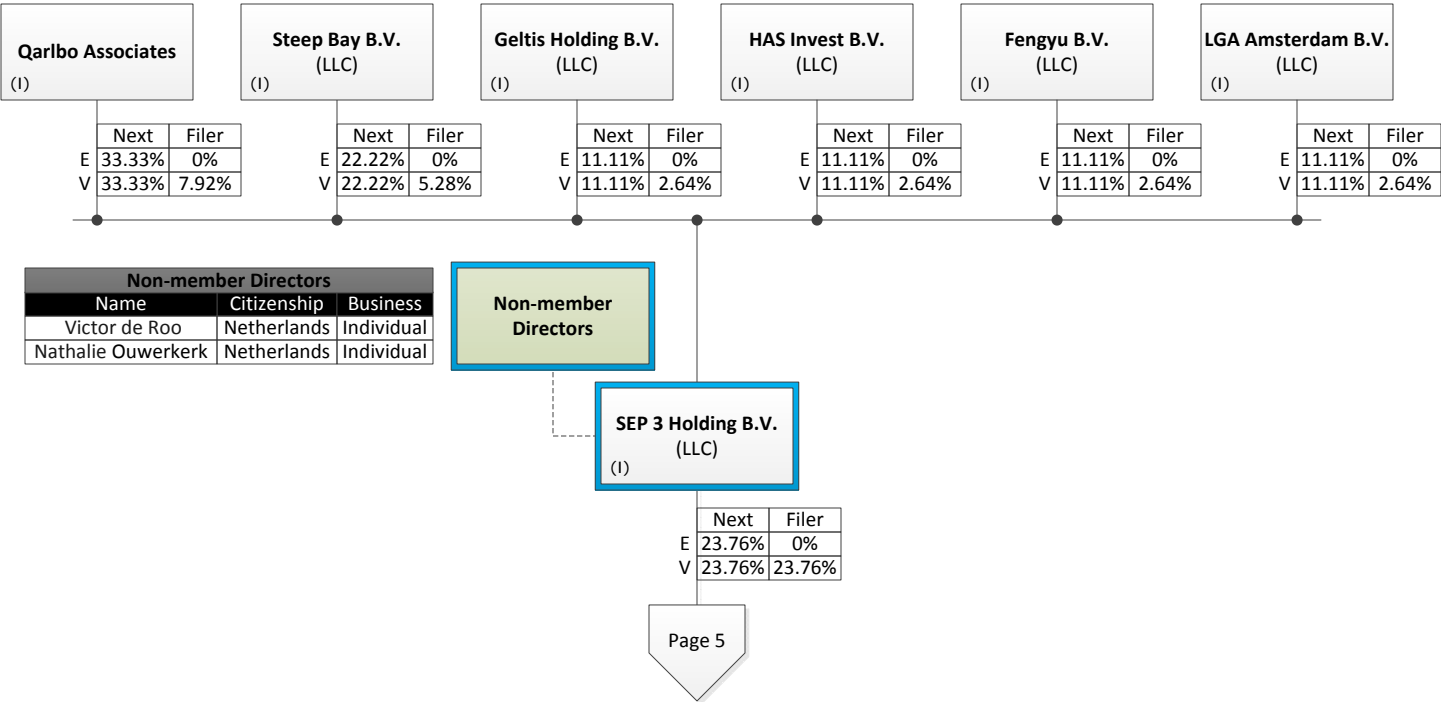 Qarlbo Associates
(I)
Steep Bay B.V.
(LLC)
(I)
Geltis Holding B.V.
(LLC)
(I)
HAS Invest B.V.
(LLC)
(I)
Fengyu B.V.
(LLC)
(I)
LGA Amsterdam B.V.
(LLC)
(I)
Next Filer
E 33.33% 0%
V 33.33% 7.92%
Next Filer
E 22.22% 0%
V 22.22% 5.28%
Next Filer
E 11.11% 0%
V 11.11% 2.64%
Next Filer
E 11.11% 0%
V 11.11% 2.64%
Next Filer
E 11.11% 0%
V 11.11% 2.64%
Next Filer
E 11.11% 0%
V 11.11% 2.64%
Non-member Directors
Name Citizenship Business
Victor de Roo Netherlands Individual
Nathalie Ouwerkerk Netherlands Individual
Non-member
Directors
SEP 3 Holding B.V.
(LLC)
(I)
Next Filer
E 23.76% 0%
V 23.76% 23.76%
Page 5